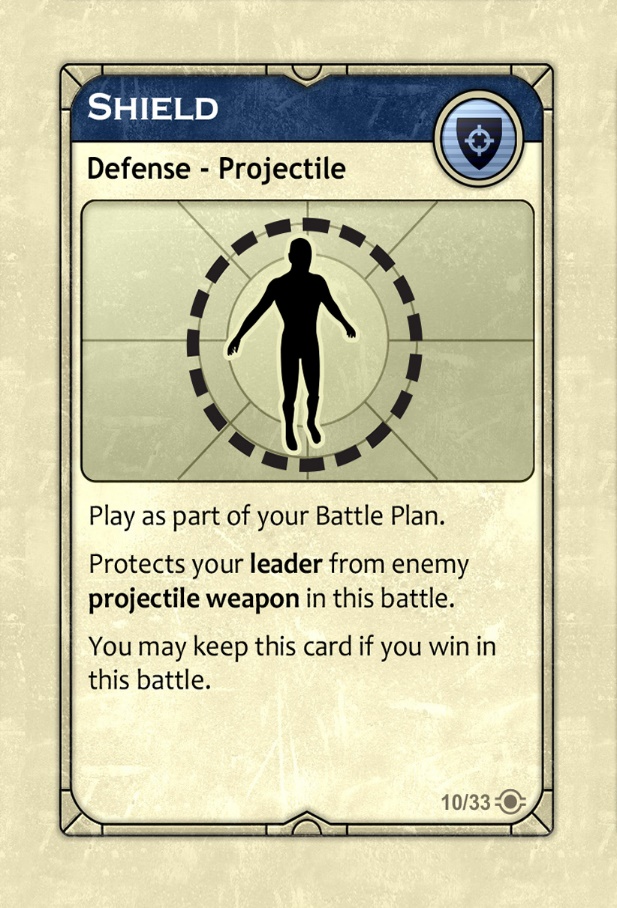 SHIELD
Defense - Projectile
Play as part of your Battle Plan.
Protects your leader from enemy
projectile weapon in this battle.
You may keep this card if you win in
this battle.
10/33